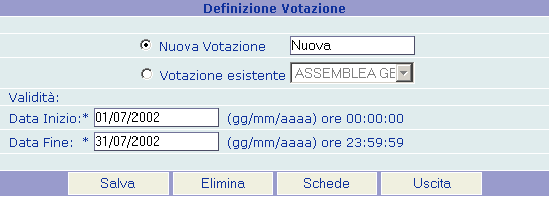 Definizione Votazione
Nuova Votazione Nuova
Votazione esistente ASSEMBLEA GE
Validità:
Data Inizio:* 01/07/2002 (gg/mm/aaaa) ore 00:00:00
Data Fine: * 31/07/2002 (gg/mm/aaaa) ore 23:59:59
Salva Elimina Schede Uscita